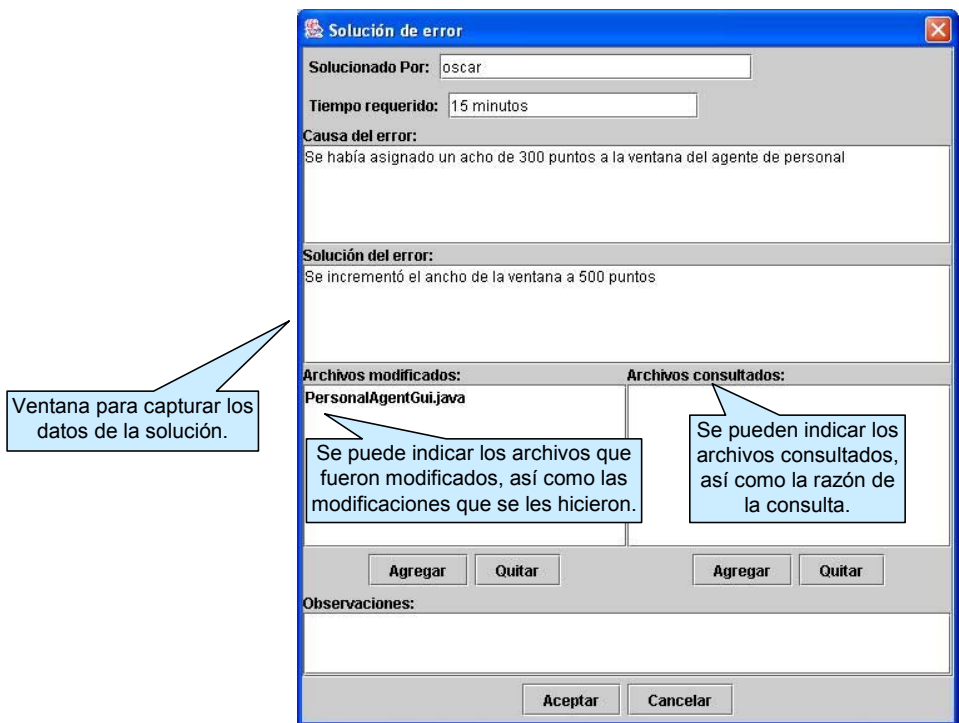 Solución de error
Solucionado Por: oscar
Tiempo requerido: 15 minutos
Causa del error:
Se había asignado un acho de 300 puntos a la ventana del agente de personal
Solución del error:
Se incrementó el ancho de la ventana a 500 puntos
Ventana para capturar los
datos de la solución.
Archivos modificados:
PersonalAgentGui.java
Se puede indicar los archivos que
fueron modificados, así como las
modificaciones que se les hicieron.
Archivos consultados:
Se pueden indicar los
archivos consultados,
así como la razón de
la consulta.
Agregar Quitar
Agregar Quitar
Observaciones:
Aceptar Cancelar